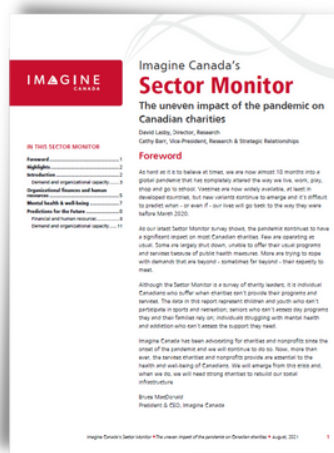 IMAGINE
CANADA
Imagine Canada's
Sector Monitor
The uneven impact of the pandemic on
Canadian charities
David Lasby, Director, Research
Cathy Barr, Vice-President, Research & Strategic Relationships
IN THIS SECTOR MONITOR
Foreword 1
Highlights 2
Introduction 2
Demand and organizational capacity 3
Organizational finances and human
resources 5
Mental health & well-being 7
Predictions for the Future 8
Financial and human resources 8
Demand and organizational capacity 11
Foreword
As hard as it is to believe at times, we are now almost 18 months into a
global pandemic that has completely altered the way we live, work, play,
shop and go to school. Vaccines are now widely available, at least in
developed countries, but new variants continue to emerge and it's difficult
to predict when - or even if - our lives will go back to the way they were
before March 2020.
As our latest Sector Monitor survey shows, the pandemic continues to have
a significant impact on most Canadian charities. Few are operating as
usual. Some are largely shut down, unable to offer their usual programs
and services because of public health measures. More are trying to cope
with demands that are beyond - sometimes far beyond - their capacity to
meet.
Although the Sector Monitor is a survey of charity leaders, it is individual
Canadians who suffer when charities can't provide their programs and
services. The data in this report represent children and youth who can't
participate in sports and recreation; seniors who can't access day programs
they and their families rely on; individuals struggling with mental health
and addiction who can't access the support they need.
Imagine Canada has been advocating for charities and nonprofits since the
onset of the pandemic and we will continue to do so. Now, more than
ever, the services charities and nonprofits provide are essential to the
health and well-being of Canadians. We will emerge from this crisis and,
when we do, we will need strong charities to rebuild our social
infrastructure.
Bruce MacDonald
President & CEO, Imagine Canada
Imagine Canada's Sector Monitor • The uneven impact of the pandemic on Canadian charities • August, 2021 1